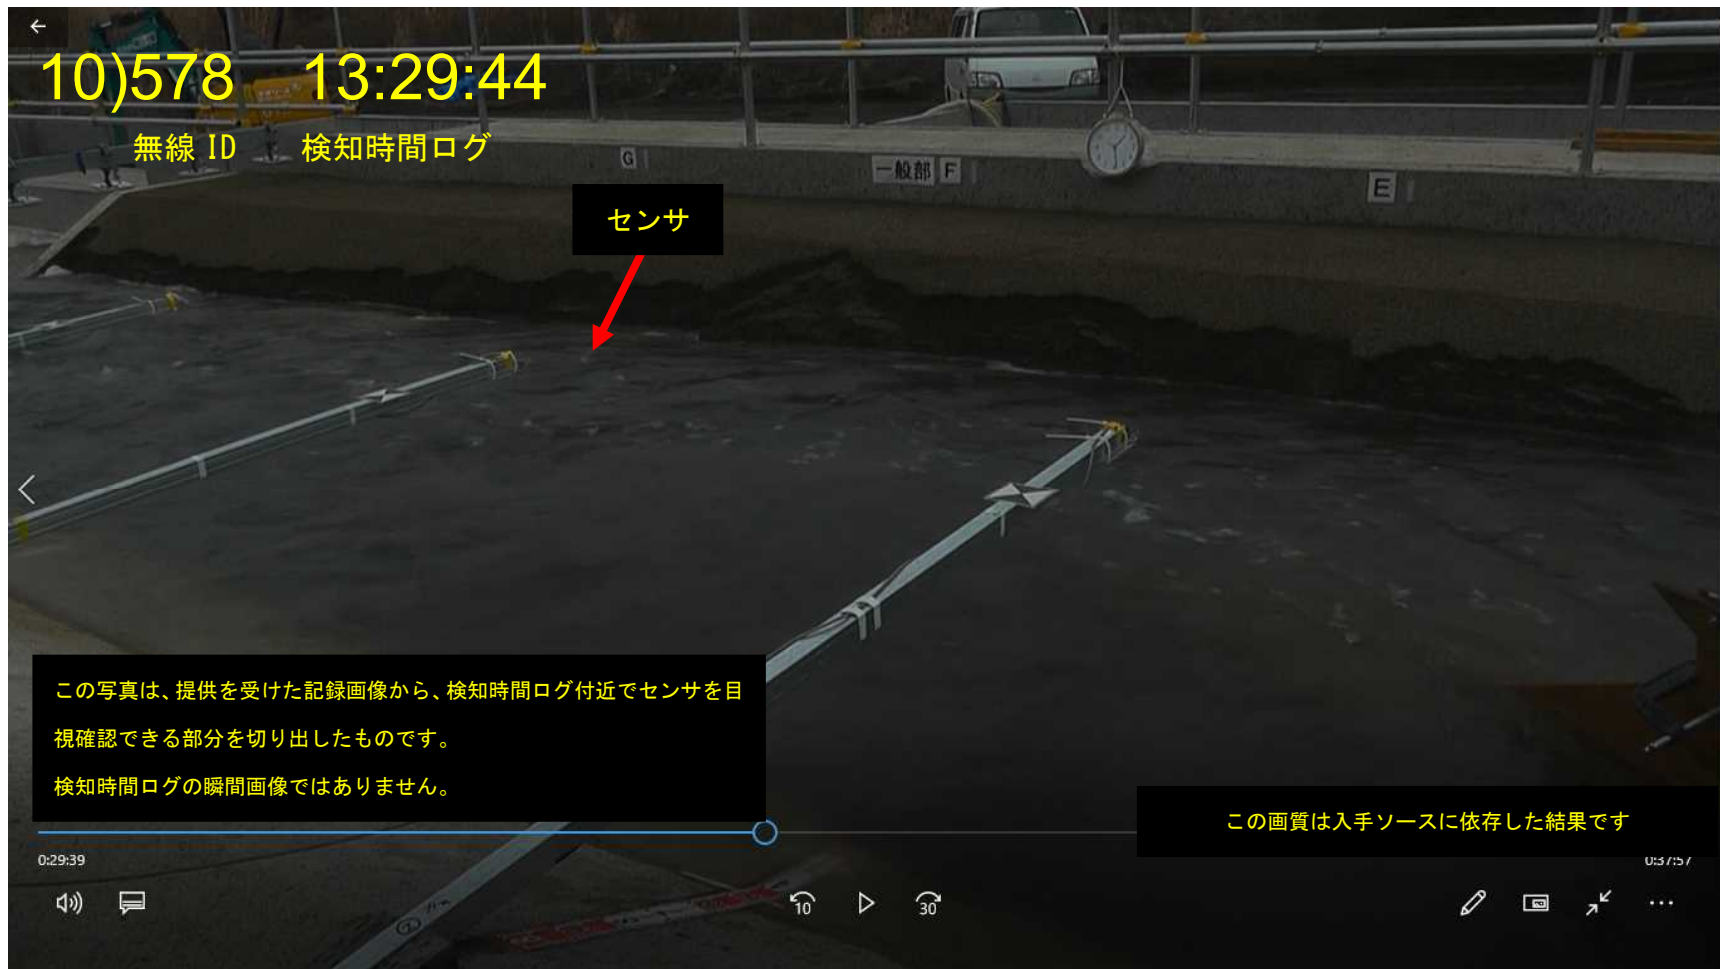 10)578 13:29:44
無線 ID 検知時間ログ
G
一般部 F
E
センサ
この写真は、提供を受けた記録画像から、検知時間ログ付近でセンサを目
視確認できる部分を切り出したものです。
検知時間ログの瞬間画像ではありません。
この画質は入手ソースに依存した結果です
0:29:39
0:37:57
10
30